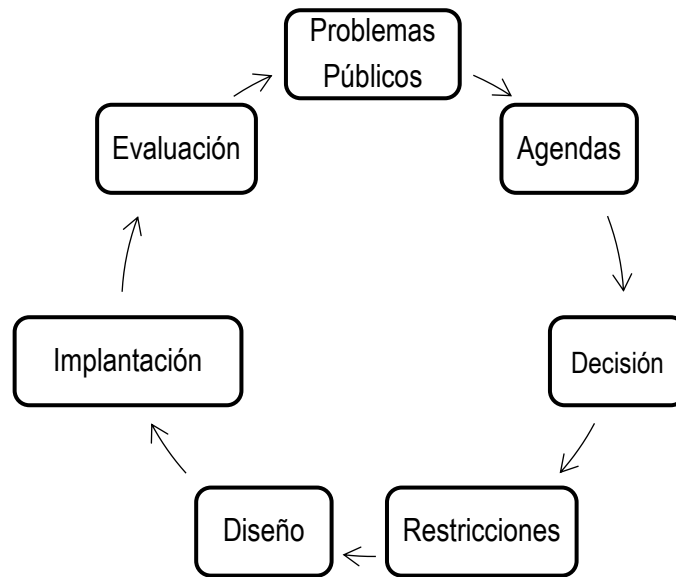 Problemas
Públicos
Agendas
Decisión
Restricciones
Diseño
Implantación
Evaluación